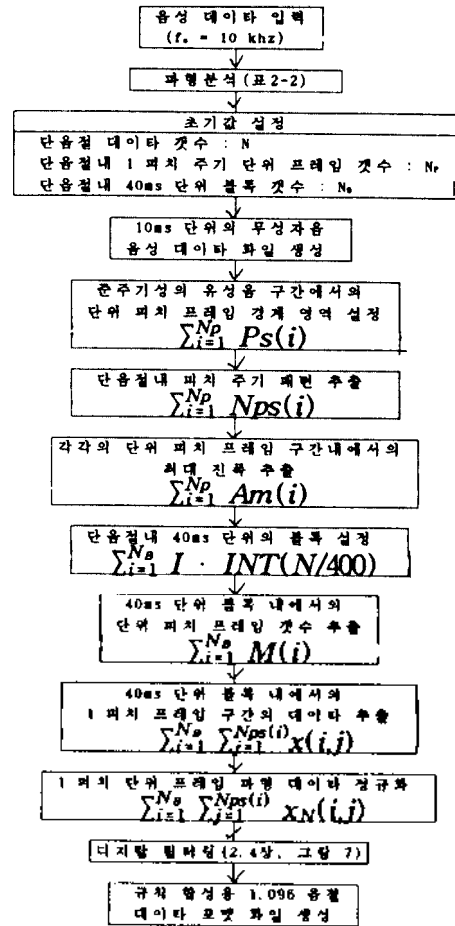 음성 데이타 입력
(fₛ = 10 khz)
파형분석(표2-2)
초기값 설정
단음절 데이타 갯수 : N
단음절내 1 피치 주기 단위 프레임 갯수 : Nₚ
단음절내 40ms 단위 블록 갯수 : N_B
10ms 단위의 무성자음
음성 데이타 화일 생성
준주기성의 유성음 구간에서의
단위 피치 프레임 경계 영역 설정
∑_{i=1}^{Np} Ps(i)
단음절내 피치 주기 패턴 추출
∑_{i=1}^{Np} Nps(i)
각각의 단위 피치 프레임 구간내에서의
최대 진폭 추출
∑_{i=1}^{Np} Am(i)
단음절내 40ms 단위의 블록 설정
∑_{i=1}^{N_B} I · INT(N/400)
40ms 단위 블록 내에서의
단위 피치 프레임 갯수 추출
∑_{i=1}^{N_B} M(i)
40ms 단위 블록 내에서의
1 피치 프레임 구간의 데이타 추출
∑_{i=1}^{N_B} ∑_{i=1}^{Nps(i)} x(i,j)
1 피치 단위 프레임 파형 데이타 정규화
∑_{i=1}^{N_B} ∑_{j=1}^{Nps(i)} x_N(i,j)
디지탈 필터링(2.4장, 그림 7)
규칙 합성용 1,096 음절
데이타 포맷 화일 생성